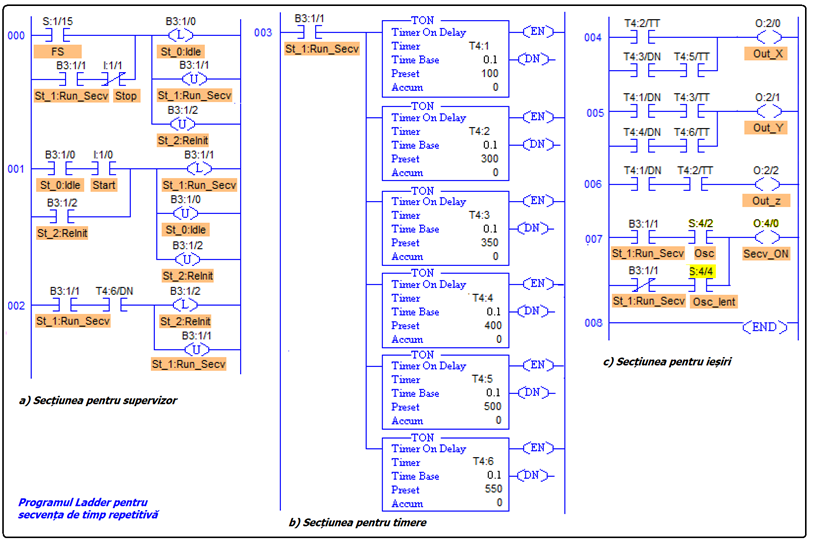 S:1/15
B3:1/0
000
L
FS
St_0:Idle
B3:1/1
I:1/1
B3:1/1
U
St_1:Run_Secv
Stop
St_1:Run_Secv
B3:1/2
U
St_2:ReInit
B3:1/0
I:1/0
B3:1/1
001
L
St_0:Idle
Start
St_1:Run_Secv
B3:1/2
B3:1/0
U
St_2:ReInit
St_0:Idle
B3:1/2
U
St_2:ReInit
B3:1/1
T4:6/DN
B3:1/2
002
L
St_1:Run_Secv
St_2:ReInit
B3:1/1
U
St_1:Run_Secv
a) Secțiunea pentru supervizor
Programul Ladder pentru
secvența de timp repetitivă
B3:1/1
003
St_1:Run_Secv
TON
Timer On Delay
EN
Timer T4:1
Time Base 0.1
DN
Preset 100
Accum 0
TON
Timer On Delay
EN
Timer T4:2
Time Base 0.1
DN
Preset 300
Accum 0
TON
Timer On Delay
EN
Timer T4:3
Time Base 0.1
DN
Preset 350
Accum 0
TON
Timer On Delay
EN
Timer T4:4
Time Base 0.1
DN
Preset 400
Accum 0
TON
Timer On Delay
EN
Timer T4:5
Time Base 0.1
DN
Preset 500
Accum 0
TON
Timer On Delay
EN
Timer T4:6
Time Base 0.1
DN
Preset 550
Accum 0
b) Secțiunea pentru timere
T4:2/TT
O:2/0
004
Out_X
T4:3/DN
T4:5/TT
T4:1/DN
T4:3/TT
O:2/1
005
Out_Y
T4:4/DN
T4:6/TT
T4:1/DN
T4:2/TT
O:2/2
006
Out_z
B3:1/1
S:4/2
O:4/0
007
St_1:Run_Secv
Osc
Secv_ON
B3:1/1
S:4/4
St_1:Run_Secv
Osc_lent
008
END
c) Secțiunea pentru ieșiri